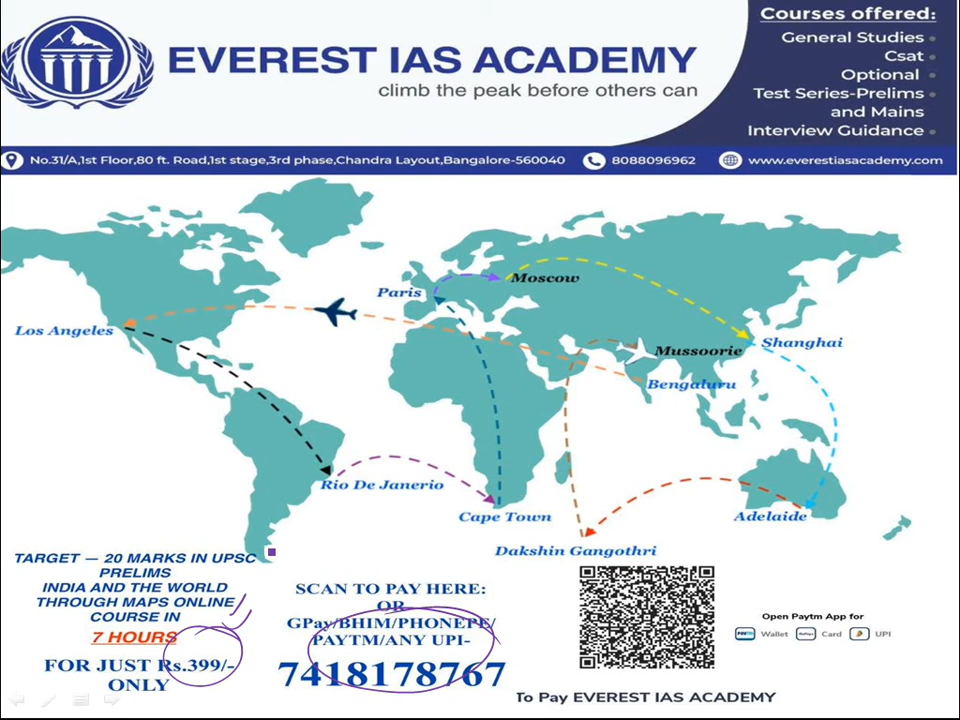 EVEREST IAS ACADEMY
climb the peak before others can
Courses offered:
General Studies
Csat
Optional
Test Series-Prelims
and Mains
Interview Guidance
No.31/A,1st Floor,80 ft. Road,1st stage,3rd phase,Chandra Layout,Bangalore-560040
8088096962
www.everestiasacademy.com
Moscow
Paris
Los Angeles
Shanghai
Mussoorie
Bengaluru
Rio De Janerio
Cape Town
Adelaide
Dakshin Gangothri
TARGET — 20 MARKS IN UPSC
PRELIMS
INDIA AND THE WORLD
THROUGH MAPS ONLINE
COURSE IN
7 HOURS
FOR JUST Rs.399/-
ONLY
SCAN TO PAY HERE:
OR
GPay/BHIM/PHONEPE/
PAYTM/ANY UPI-
7418178767
Open Paytm App for
Wallet
Card
UPI
To Pay EVEREST IAS ACADEMY